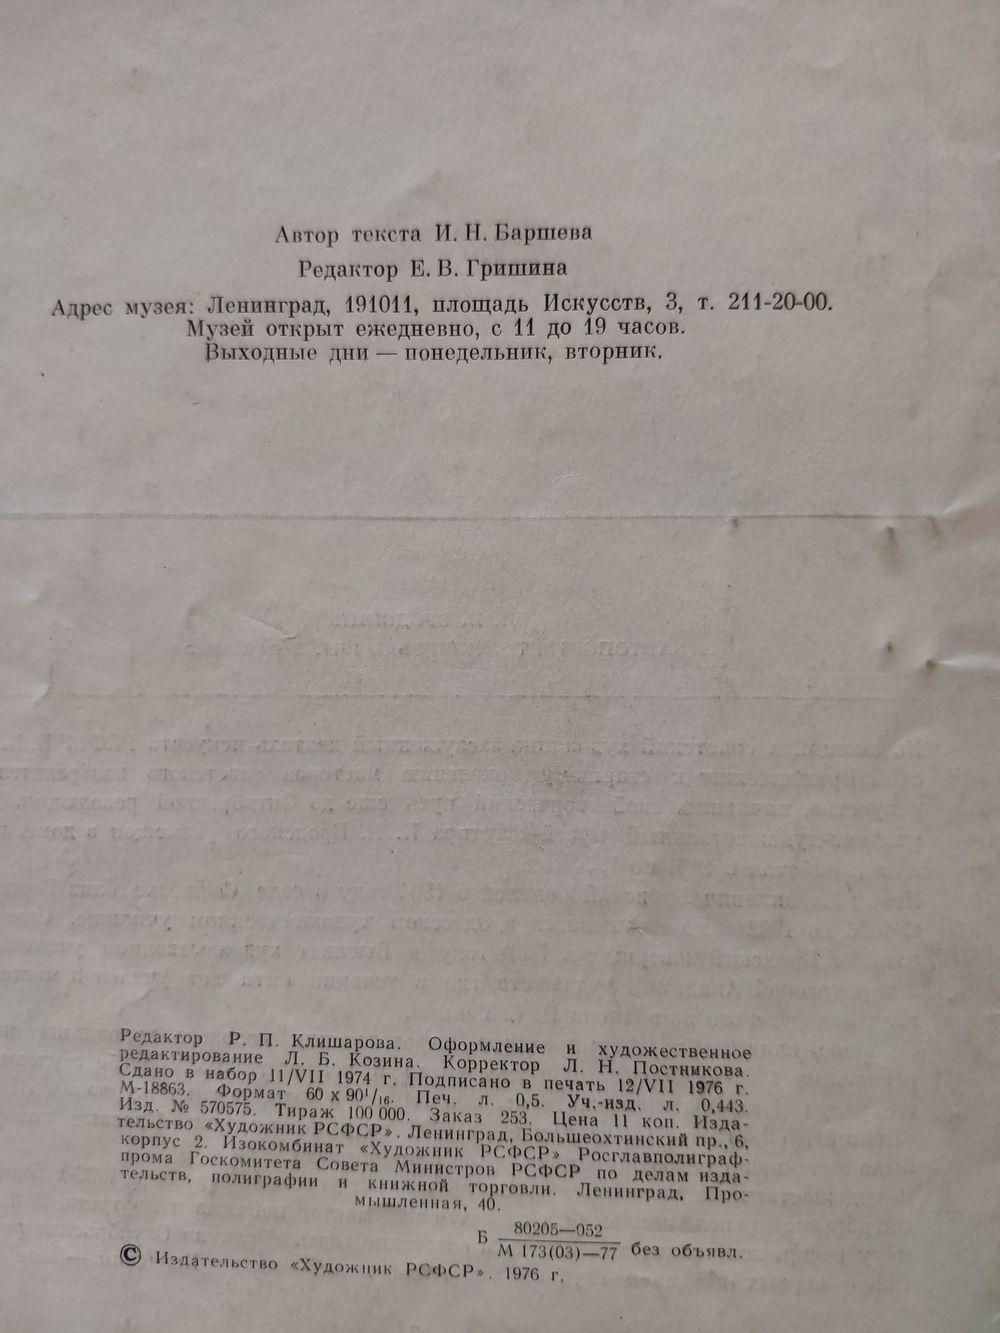 Автор текста И. Н. Баршева
Редактор Е. В. Гришина
Адрес музея: Ленинград, 191011, площадь Искусств, 3, т. 211-20-00.
Музей открыт ежедневно, с 11 до 19 часов.
Выходные дни — понедельник, вторник.
Редактор Р. П. Клишарова. Оформление и художественное
редактирование Л. Б. Козина. Корректор Л. Н. Постникова.
Сдано в набор 11/VII 1974 г. Подписано в печать 12/VII 1976 г.
М-18863. Формат 60 х 90¹/₁₆. Печ. л. 0,5. Уч.-изд. л. 0,443.
Изд. № 570575. Тираж 100 000. Заказ 253. Цена 11 коп. Изда-
тельство «Художник РСФСР». Ленинград, Большеохтинский пр., 6,
корпус 2. Изокомбинат «Художник РСФСР» Росглавполиграф-
прома Госкомитета Совета Министров РСФСР по делам изда-
тельств, полиграфии и книжной торговли. Ленинград, Про-
мышленная, 40.
Б 80205—052
М 173(03)—77 без объявл.
© Издательство «Художник РСФСР». 1976 г.